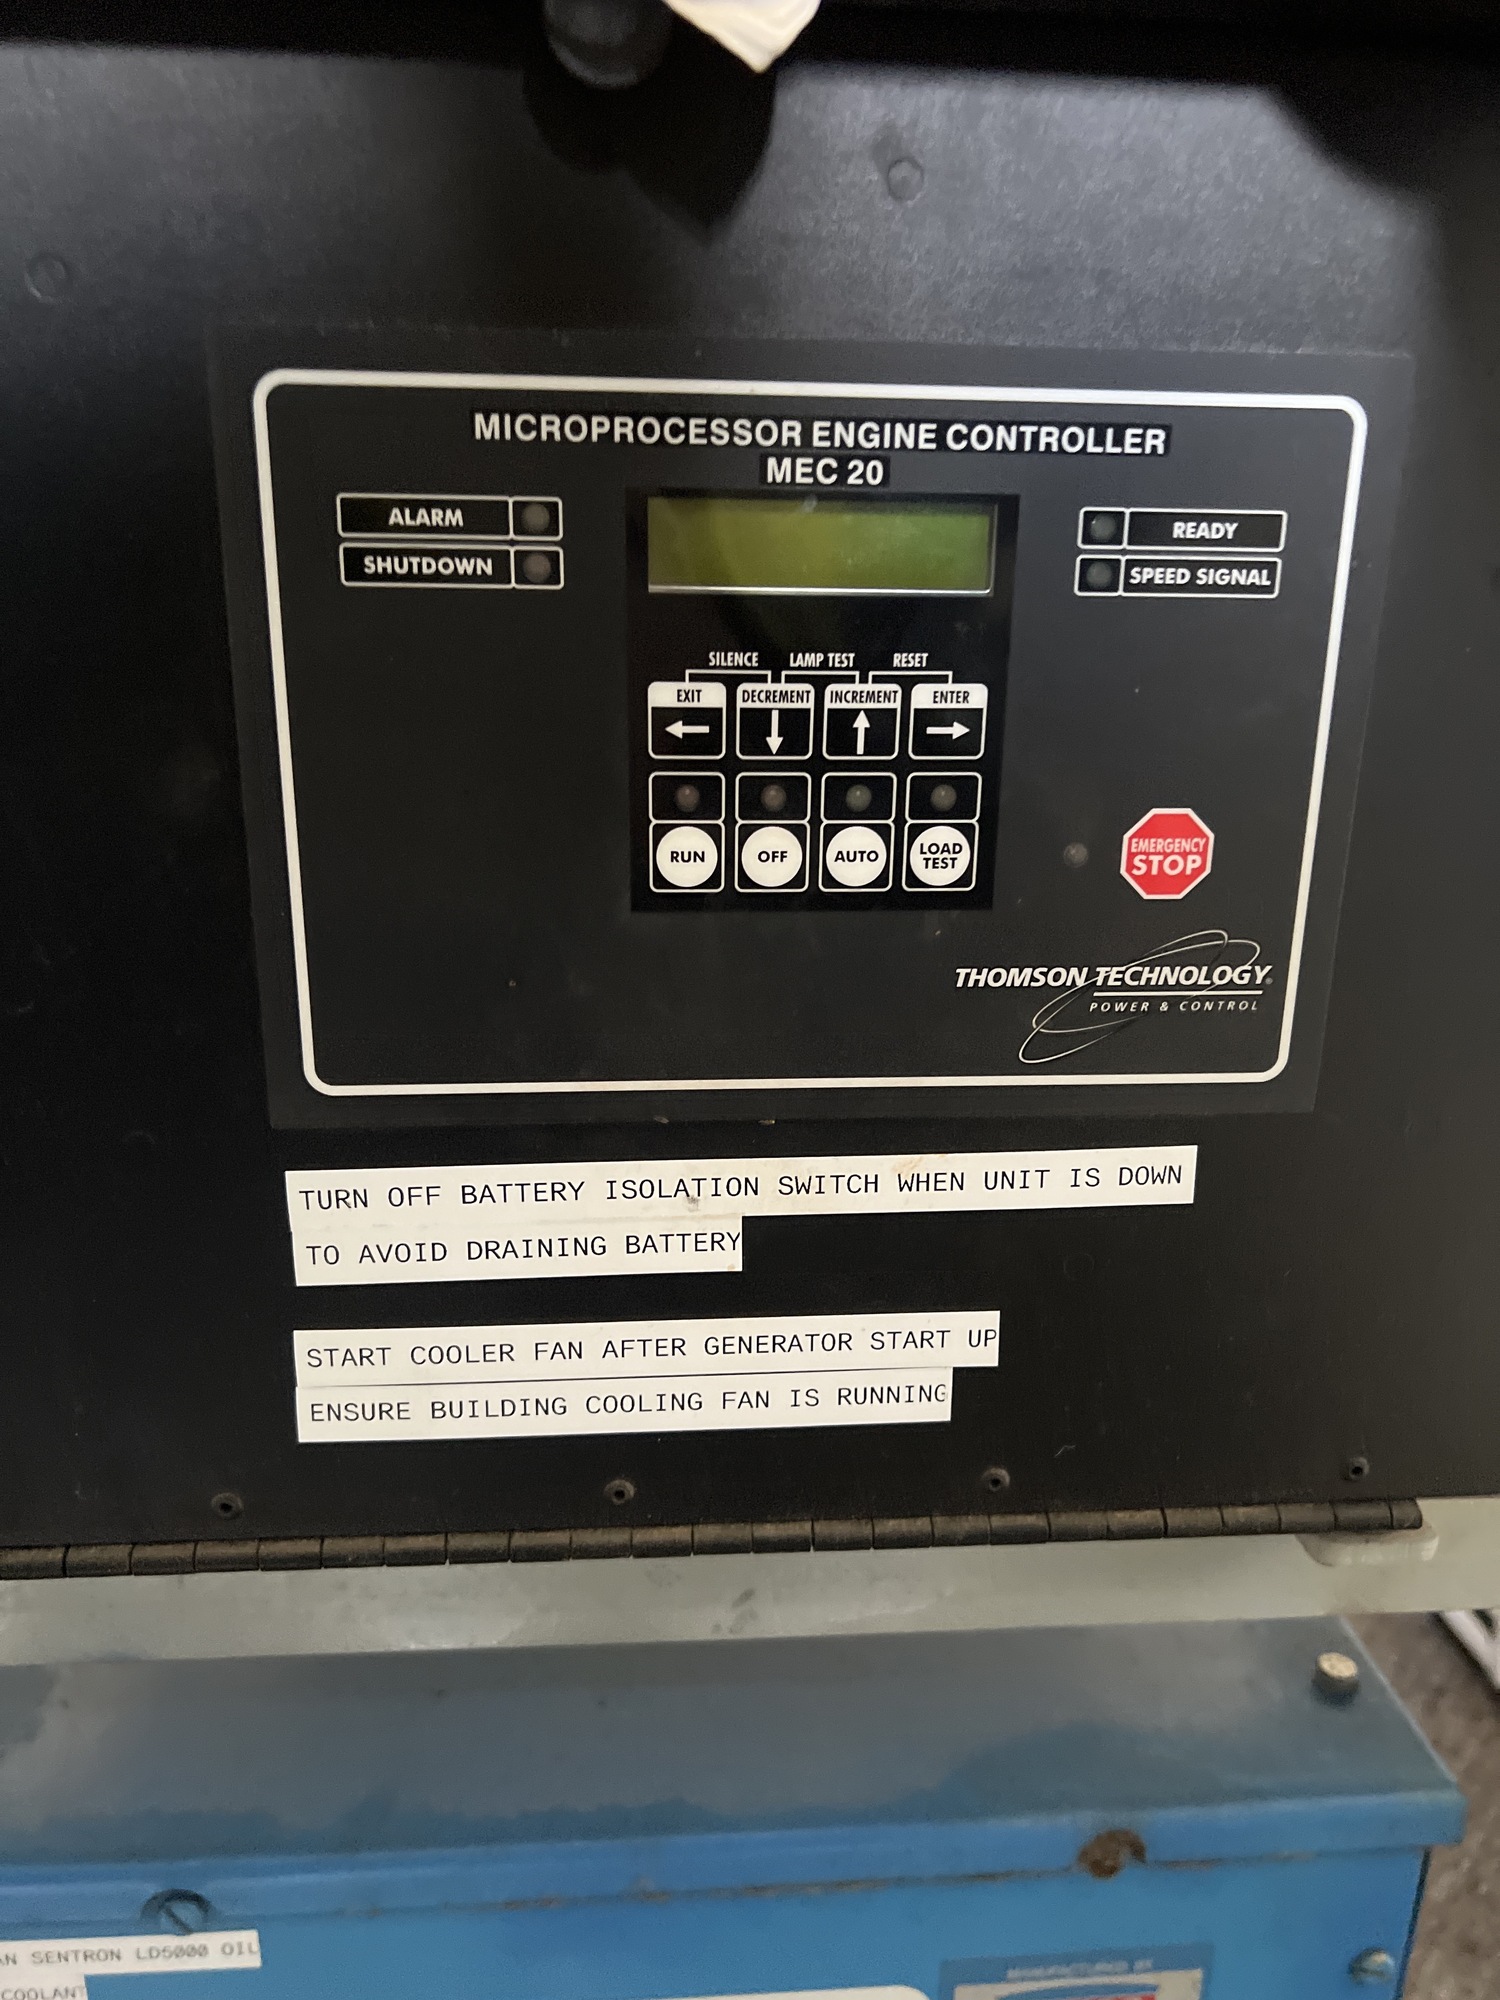 MICROPROCESSOR ENGINE CONTROLLER
MEC 20
ALARM
SHUTDOWN
READY
SPEED SIGNAL
SILENCE LAMP TEST RESET
EXIT DECREMENT INCREMENT ENTER
RUN OFF AUTO LOAD TEST
EMERGENCY
STOP
THOMSON TECHNOLOGY
POWER & CONTROL
TURN OFF BATTERY ISOLATION SWITCH WHEN UNIT IS DOWN
TO AVOID DRAINING BATTERY
START COOLER FAN AFTER GENERATOR START UP
ENSURE BUILDING COOLING FAN IS RUNNING
SENTRON LD5000 OIL
COOLANT
MANUFACTURED BY